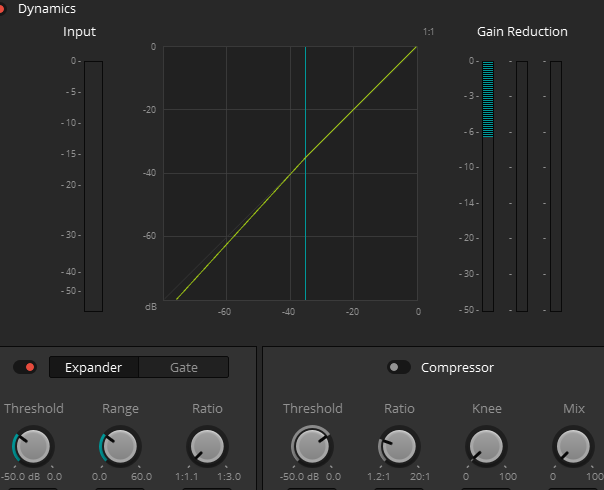 Dynamics
Input
1:1
Gain Reduction
0-
-5-
-10-
-15-
-20-
-30-
-40-
-50-
0
-20
-40
-60
dB
-60
-40
-20
0
0-
-3-
-6-
-10-
-14-
-20-
-30-
-50-
Expander
Gate
Compressor
Threshold
Range
Ratio
Threshold
Ratio
Knee
Mix
-50.0 dB 0.0
0.0 60.0
1:1.1 1:3.0
-50.0 dB 0.0
1.2:1 20:1
0 100
0 100